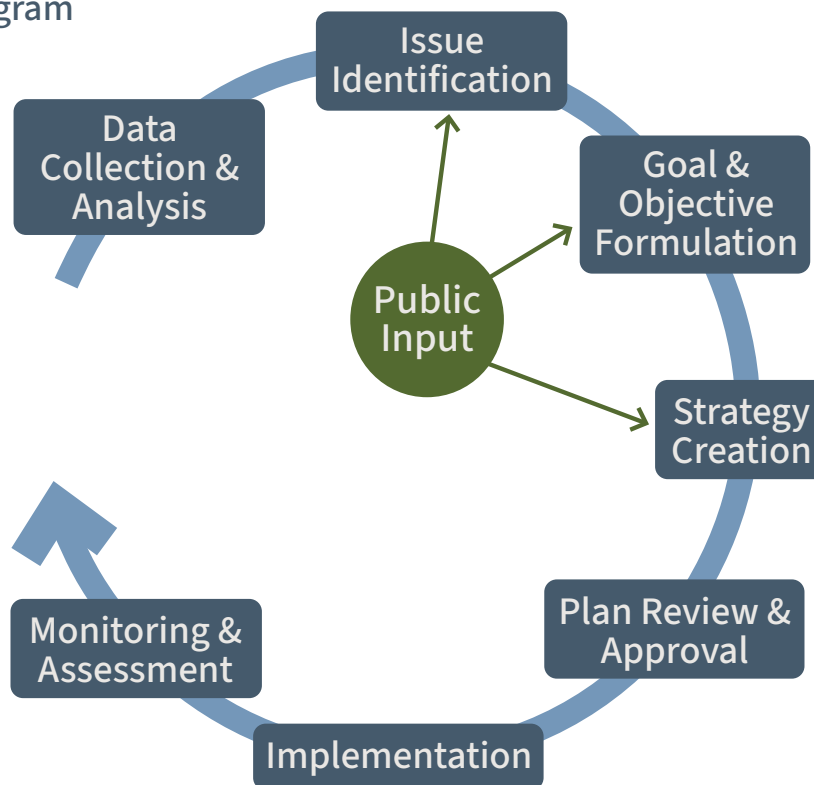 gram
Issue
Identification
Data
Collection &
Analysis
Goal &
Objective
Formulation
Public
Input
Strategy
Creation
Plan Review &
Approval
Monitoring &
Assessment
Implementation